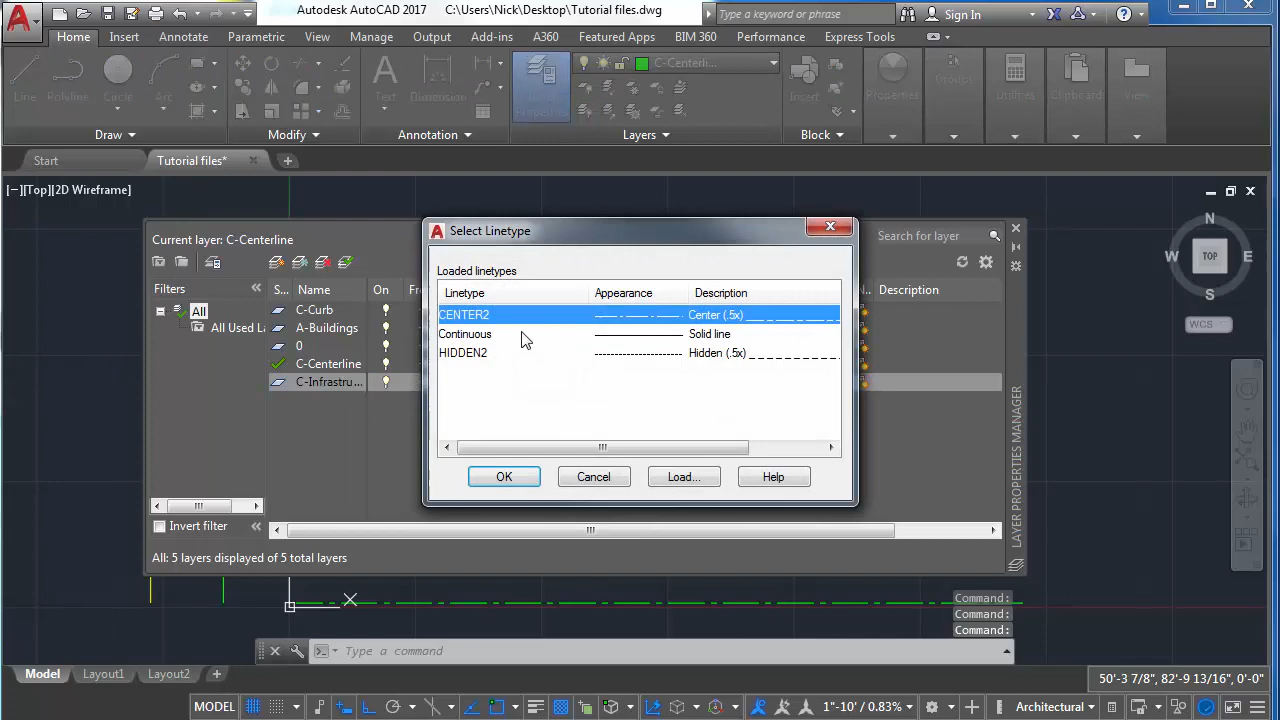 Autodesk AutoCAD 2017 C:\Users\Nick\Desktop\Tutorial files.dwg
Type a keyword or phrase
Sign In
Home Insert Annotate Parametric View Manage Output Add-ins A360 Featured Apps BIM 360 Performance Express Tools
C-Centerli...
Line Polyline Circle Arc Text Dimension Layer Properties Insert Properties Groups Utilities Clipboard View
Draw Modify Annotation Layers Block
Start Tutorial files*
[−][Top][2D Wireframe]
N
W TOP E
S
WCS
Select Linetype
Current layer: C-Centerline
Search for layer
Loaded linetypes
Filters
S... Name On Fr
N.. Description
Linetype Appearance Description
All
All Used La
C-Curb
A-Buildings
0
C-Centerline
C-Infrastru...
CENTER2 Center (.5x)
Continuous Solid line
HIDDEN2 Hidden (.5x)
OK Cancel Load... Help
Invert filter
All: 5 layers displayed of 5 total layers
LAYER PROPERTIES MANAGER
Command:
Command:
Command:
Type a command
Model Layout1 Layout2
50'-3 7/8", 82'-9 13/16", 0'-0"
MODEL 1"-10' / 0.83% Architectural